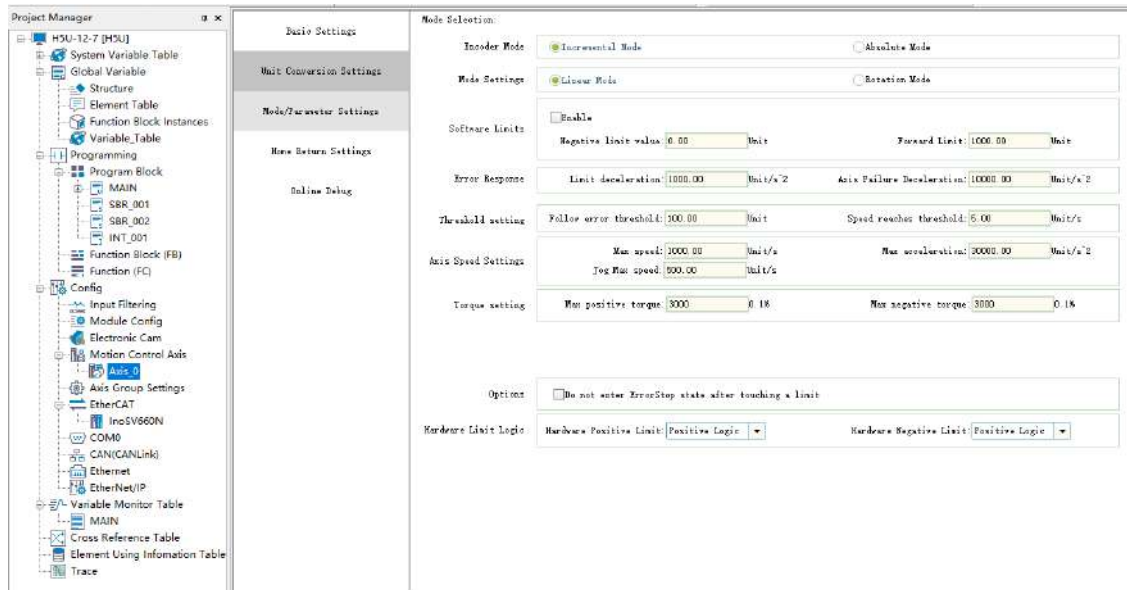 Project Manager
H5U-12-7 [H5U]
System Variable Table
Global Variable
Structure
Element Table
Function Block Instances
Variable_Table
Programming
Program Block
MAIN
SBR_001
SBR_002
INT_001
Function Block (FB)
Function (FC)
Config
Input Filtering
Module Config
Electronic Cam
Motion Control Axis
Axis_0
Axis Group Settings
EtherCAT
InoSV660N
COM0
CAN(CANLink)
Ethernet
EtherNet/IP
Variable Monitor Table
MAIN
Cross Reference Table
Element Using Infomation Table
Trace
Basic Settings
Unit Conversion Settings
Mode/Parameter Settings
Home Return Settings
Online Debug
Mode Selection
Encoder Mode Incremental Mode Absolute Mode
Mode Settings Linear Mode Rotation Mode
Software Limits Enable
Negative limit value: 0.00 Unit Forward Limit: 1000.00 Unit
Error Response Limit deceleration: 1000.00 Unit/s^2 Axis Failure Deceleration: 10000.00 Unit/s^2
Threshold setting Follow error threshold: 100.00 Unit Speed reaches threshold: 5.00 Unit/s
Axis Speed Settings Max speed: 1000.00 Unit/s Max acceleration: 30000.00 Unit/s^2
Jog Max speed: 500.00 Unit/s
Torque setting Max positive torque: 3000 0.1% Max negative torque: 3000 0.1%
Options Do not enter ErrorStop state after touching a limit
Hardware Limit Logic Hardware Positive Limit: Positive Logic Hardware Negative Limit: Positive Logic